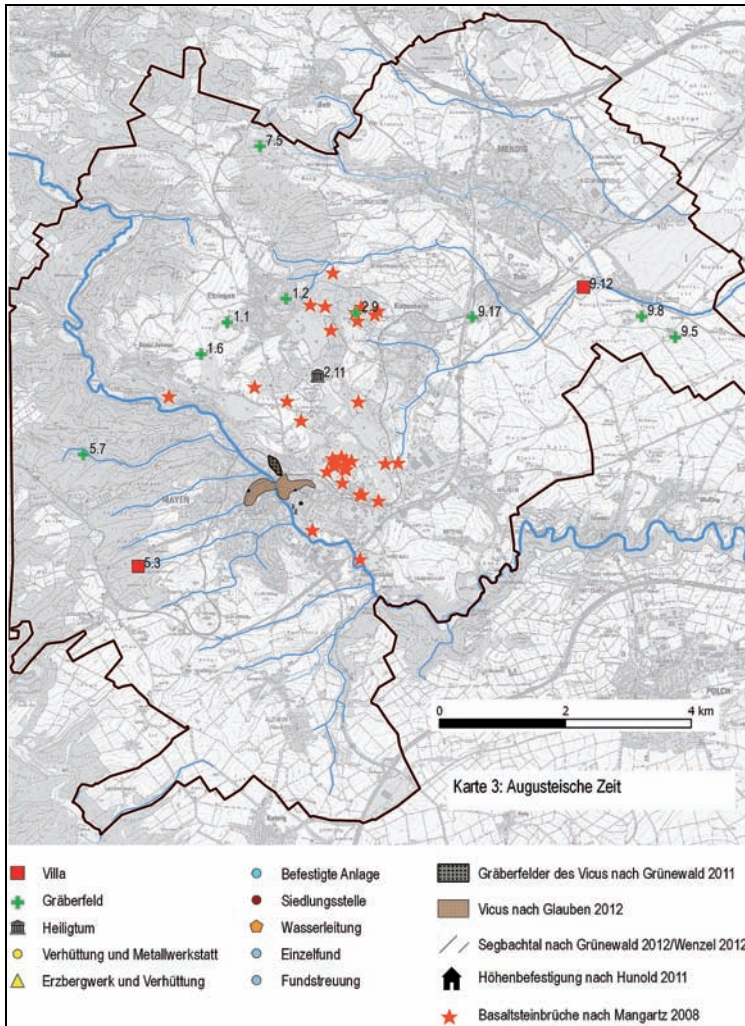 7.5
MENDIG
Thür
9.12
1.2
2.9
Ettringen
Kottenheim
1.1
9.17
9.8
9.5
1.6
2.11
5.7
MAYEN
5.3
POLCH
0 2 4 km
Karte 3: Augusteische Zeit
Villa
Gräberfeld
Heiligtum
Verhüttung und Metallwerkstatt
Erzbergwerk und Verhüttung
Befestigte Anlage
Siedlungsstelle
Wasserleitung
Einzelfund
Fundstreuung
Gräberfelder des Vicus nach Grünewald 2011
Vicus nach Glauben 2012
Segbachtal nach Grünewald 2012/Wenzel 2012
Höhenbefestigung nach Hunold 2011
Basaltsteinbrüche nach Mangartz 2008